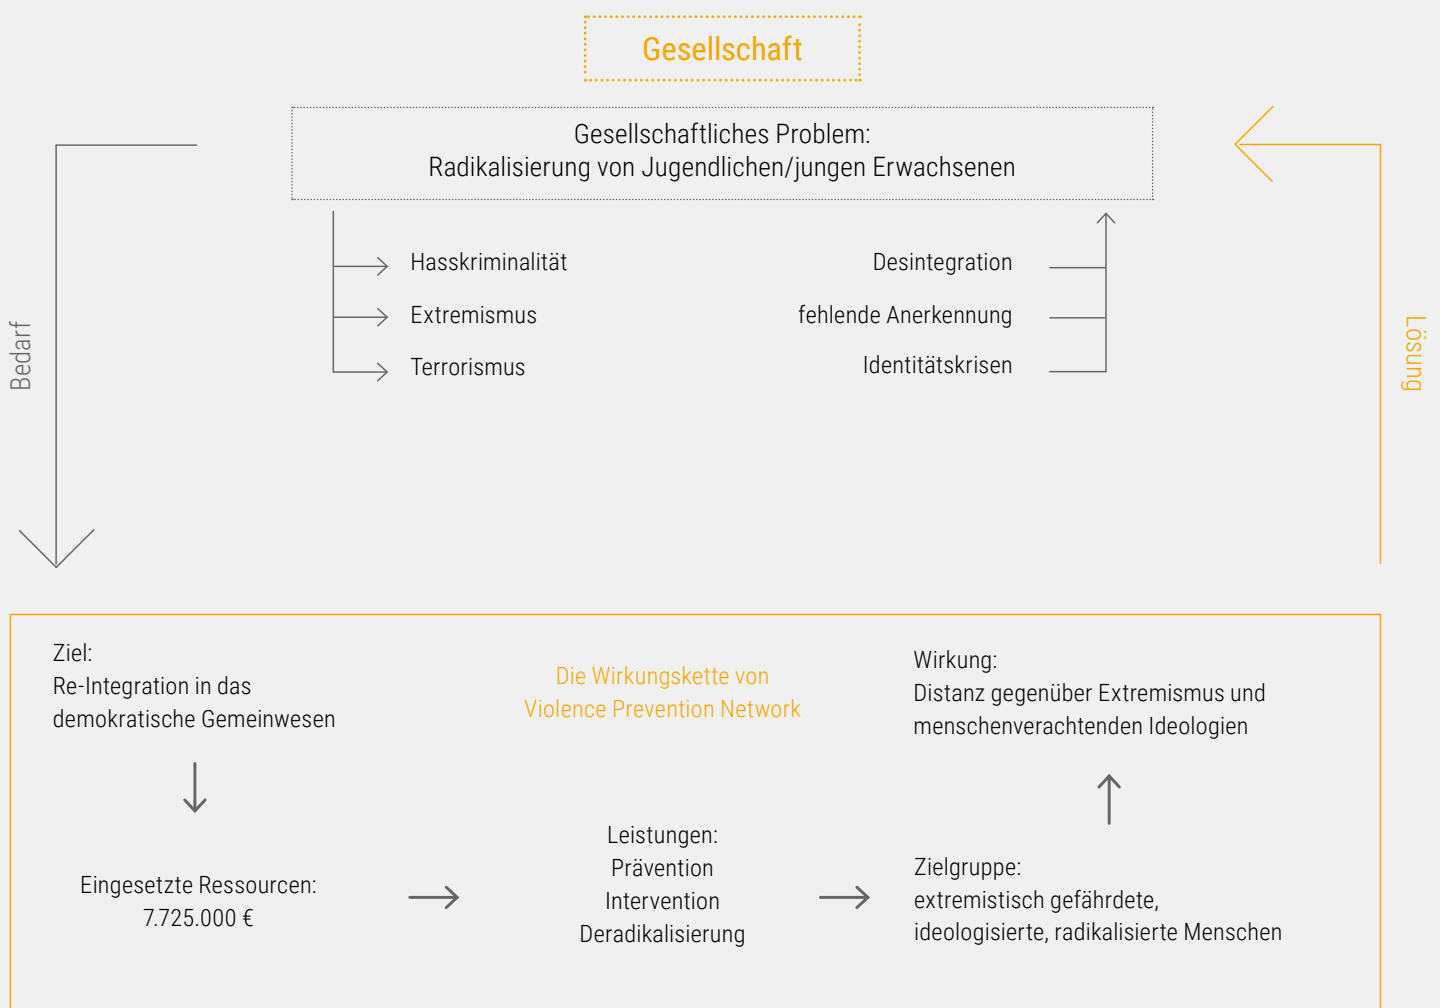 Gesellschaft
Gesellschaftliches Problem:
Radikalisierung von Jugendlichen/jungen Erwachsenen
Hasskriminalität
Extremismus
Terrorismus
Desintegration
fehlende Anerkennung
Identitätskrisen
Bedarf
Lösung
Ziel:
Re-Integration in das
demokratische Gemeinwesen
Die Wirkungskette von
Violence Prevention Network
Wirkung:
Distanz gegenüber Extremismus und
menschenverachtenden Ideologien
Eingesetzte Ressourcen:
7.725.000 €
Leistungen:
Prävention
Intervention
Deradikalisierung
Zielgruppe:
extremistisch gefährdete,
ideologisierte, radikalisierte Menschen